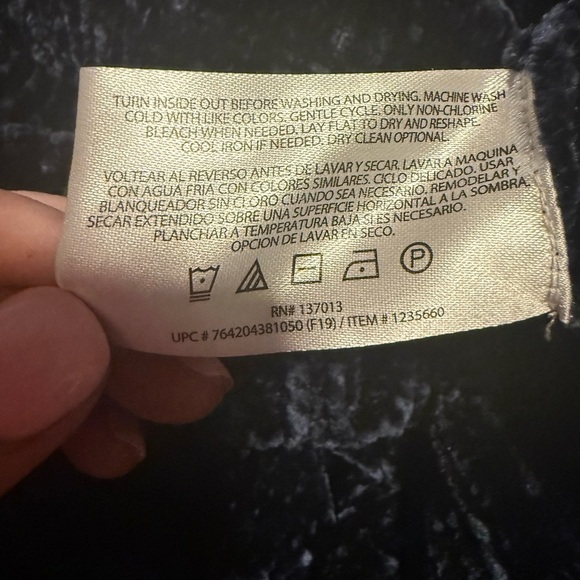 TURN INSIDE OUT BEFORE WASHING AND DRYING. MACHINE WASH
COLD WITH LIKE COLORS. GENTLE CYCLE. ONLY NON-CHLORINE
BLEACH WHEN NEEDED. LAY FLAT TO DRY AND RESHAPE.
COOL IRON IF NEEDED. DRY CLEAN OPTIONAL.
VOLTEAR AL REVERSO ANTES DE LAVAR Y SECAR. LAVAR A MAQUINA
CON AGUA FRIA CON COLORES SIMILARES. CICLO DELICADO. USAR
BLANQUEADOR SIN CLORO CUANDO SEA NECESARIO. REMODELAR Y
SECAR EXTENDIDO SOBRE UNA SUPERFICIE HORIZONTAL A LA SOMBRA.
PLANCHAR A TEMPERATURA BAJA SI ES NECESARIO.
OPCION DE LAVAR EN SECO.
P
RN# 137013
UPC # 764204381050 (F19) / ITEM # 1235660